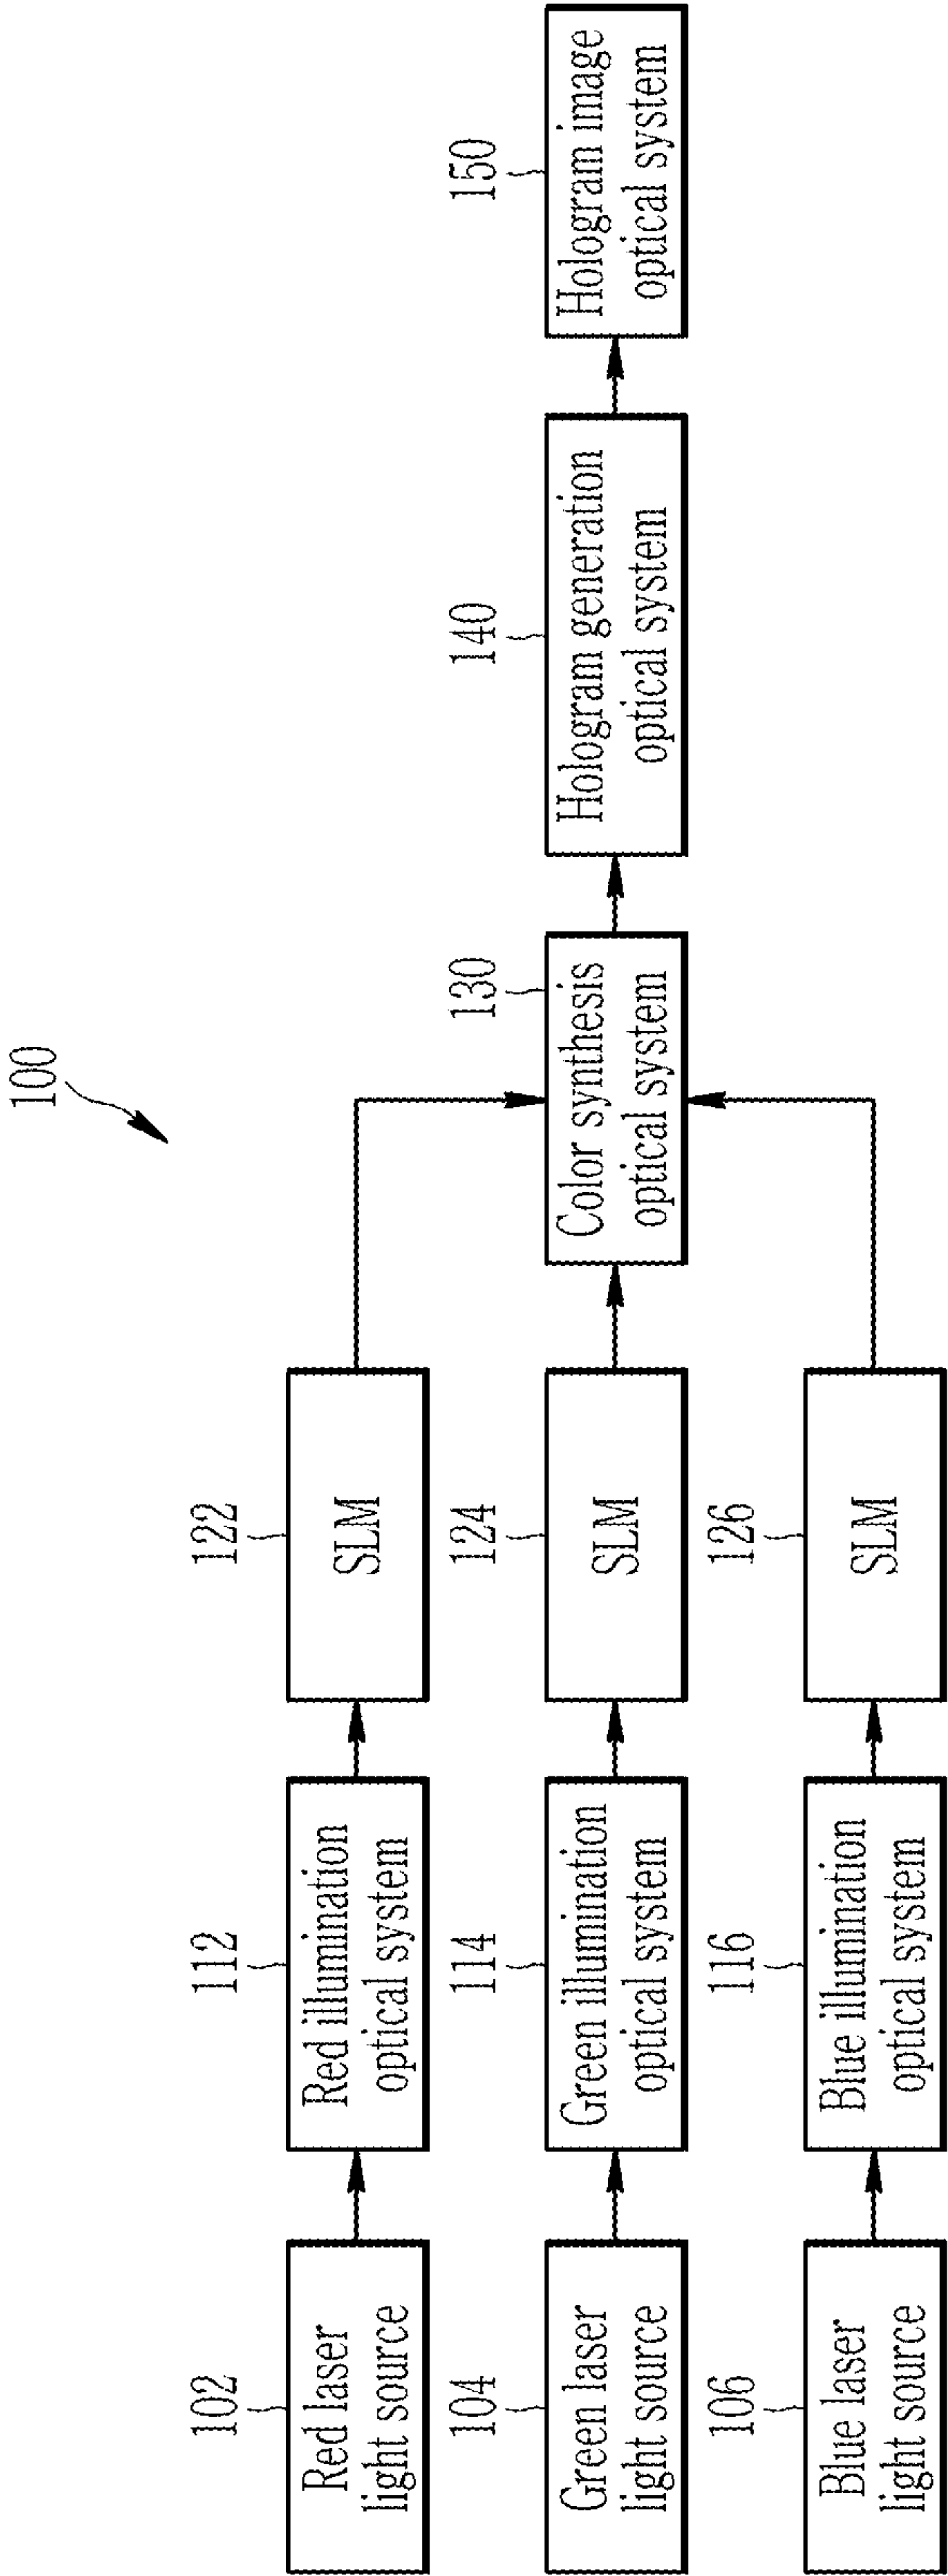 100
102
Red laser
light source
112
Red illumination
optical system
122
SLM
104
Green laser
light source
114
Green illumination
optical system
124
SLM
130
Color synthesis
optical system
140
Hologram generation
optical system
150
Hologram image
optical system
106
Blue laser
light source
116
Blue illumination
optical system
126
SLM